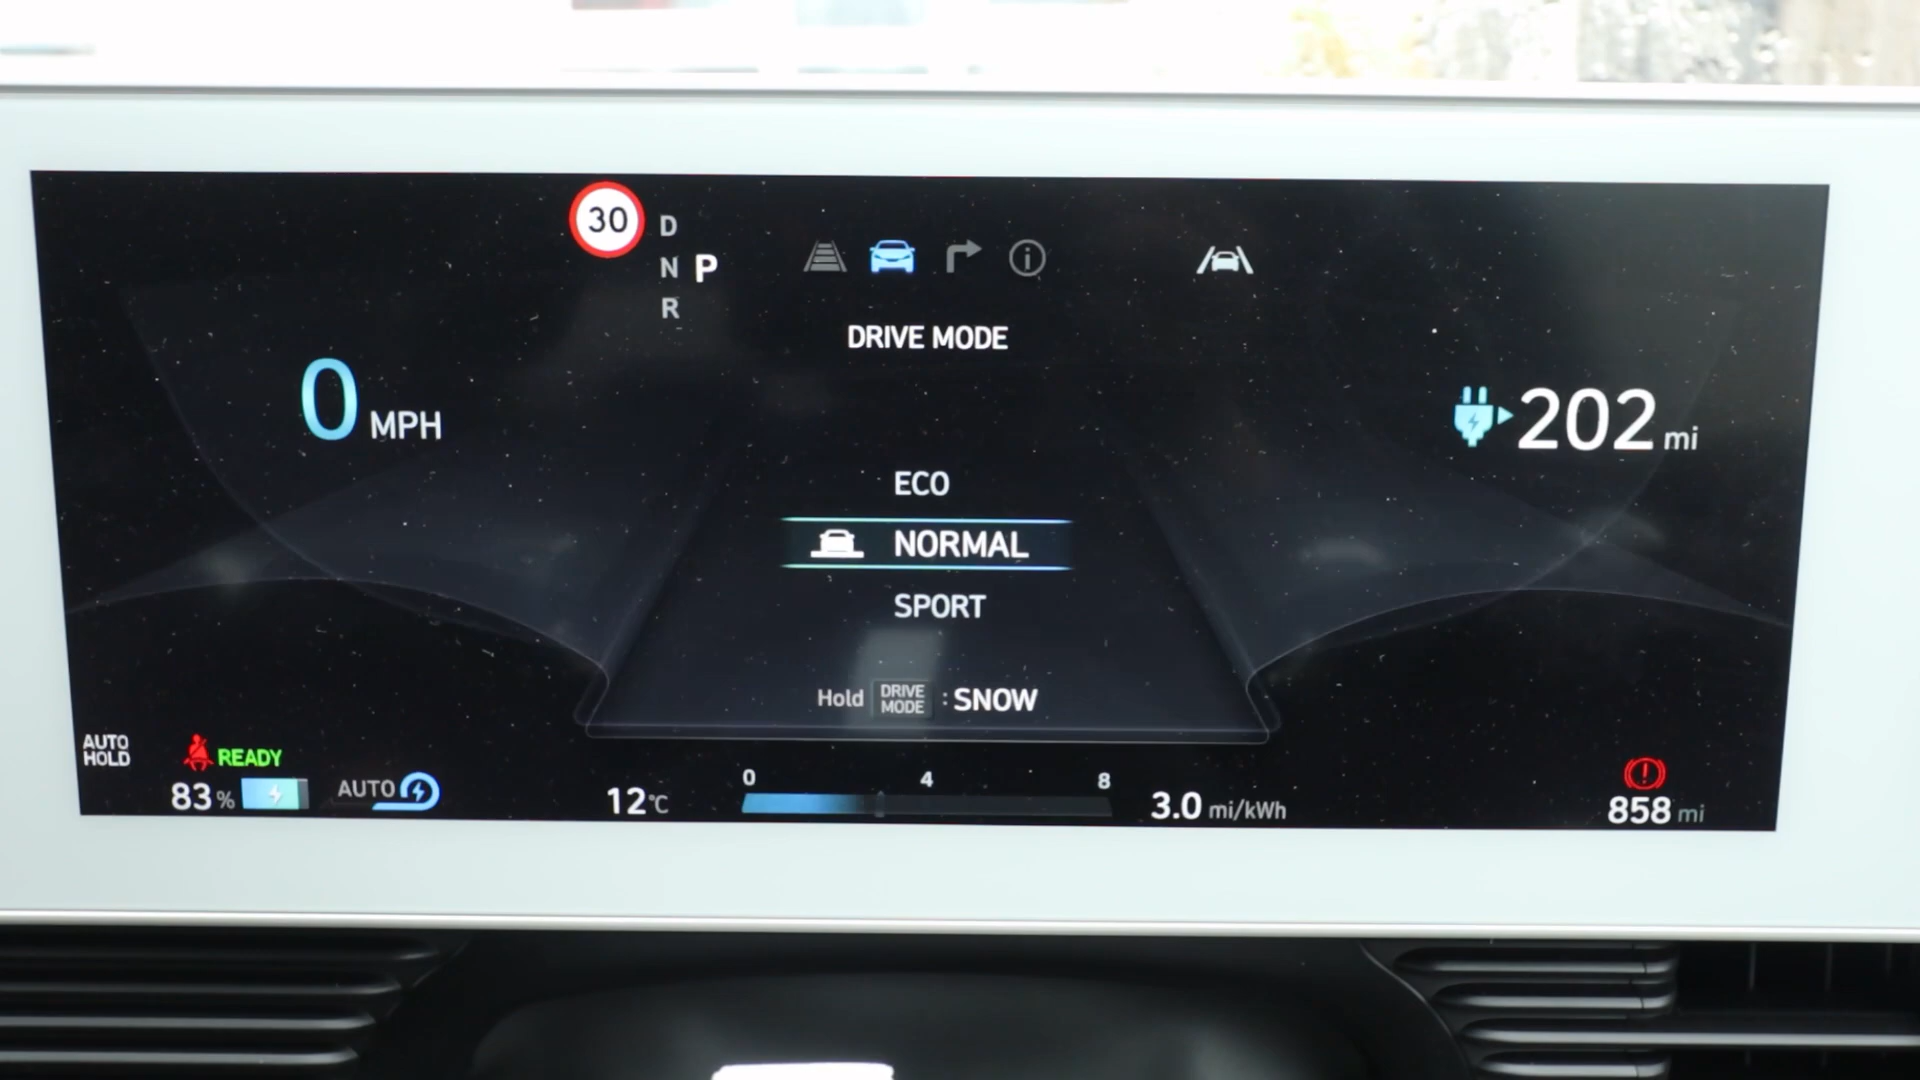 30
D
N P
R
DRIVE MODE
0 MPH
202 mi
ECO
NORMAL
SPORT
Hold DRIVE MODE : SNOW
AUTO HOLD
READY
83%
AUTO
12°C
0 4 8
3.0 mi/kWh
858 mi